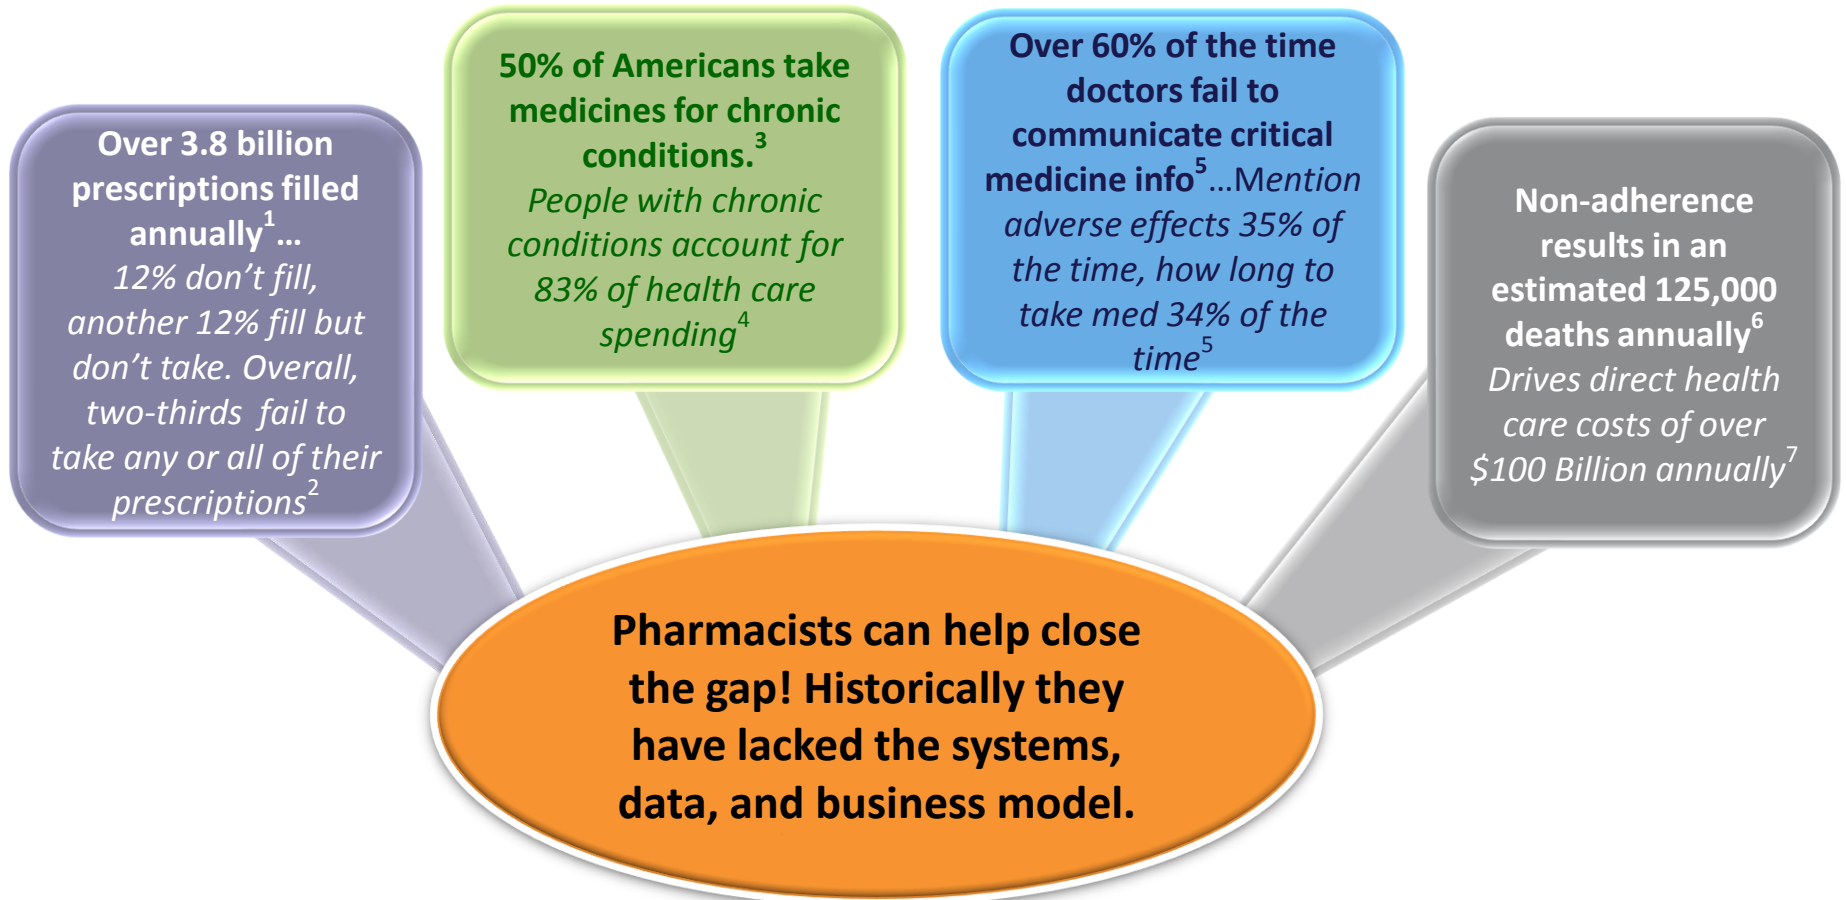 Over 3.8 billion
prescriptions filled
annually¹...
12% don't fill,
another 12% fill but
don't take. Overall,
two-thirds  fail to
take any or all of their
prescriptions²
50% of Americans take
medicines for chronic
conditions.³
People with chronic
conditions account for
83% of health care
spending⁴
Over 60% of the time
doctors fail to
communicate critical
medicine info⁵...Mention
adverse effects 35% of
the time, how long to
take med 34% of the
time⁵
Non-adherence
results in an
estimated 125,000
deaths annually⁶
Drives direct health
care costs of over
$100 Billion annually⁷
Pharmacists can help close
the gap! Historically they
have lacked the systems,
data, and business model.